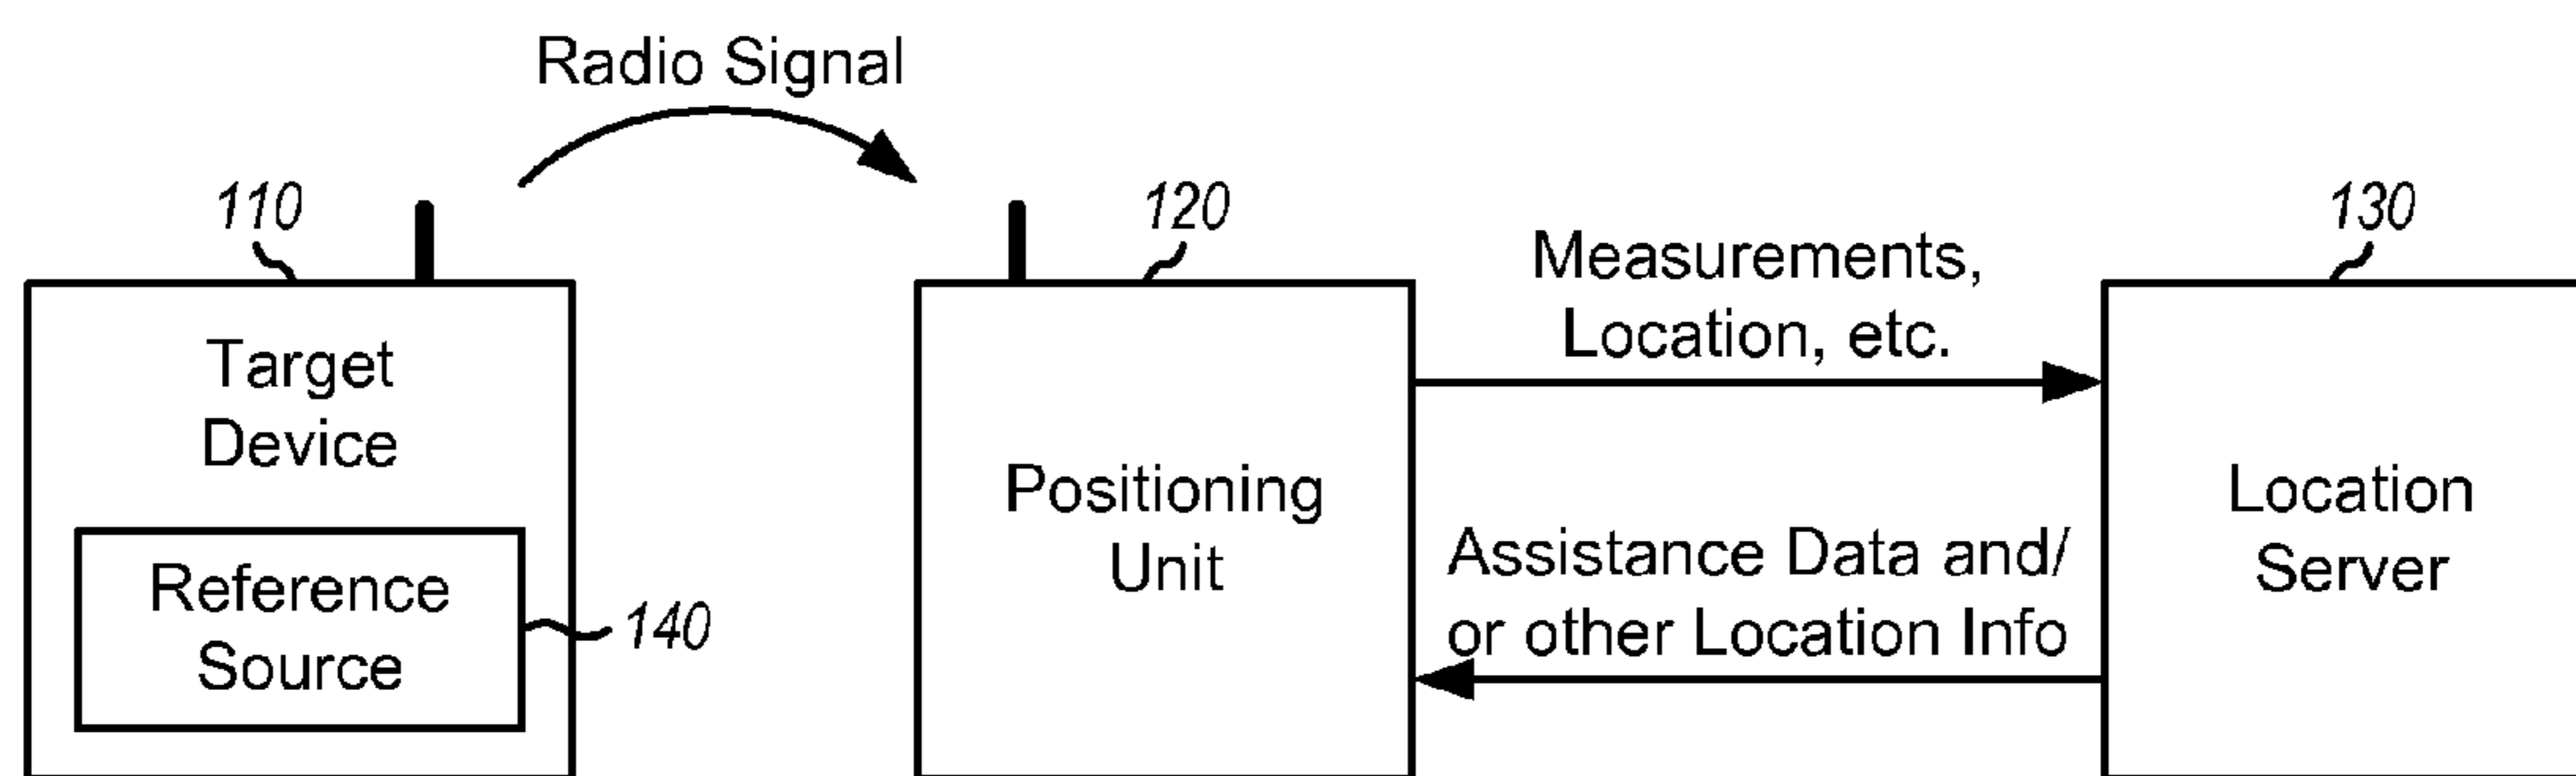 Radio Signal
110
120
130
Measurements,
Location, etc.
Target
Device
Positioning
Unit
Location
Server
Assistance Data and/
or other Location Info
Reference
Source
140